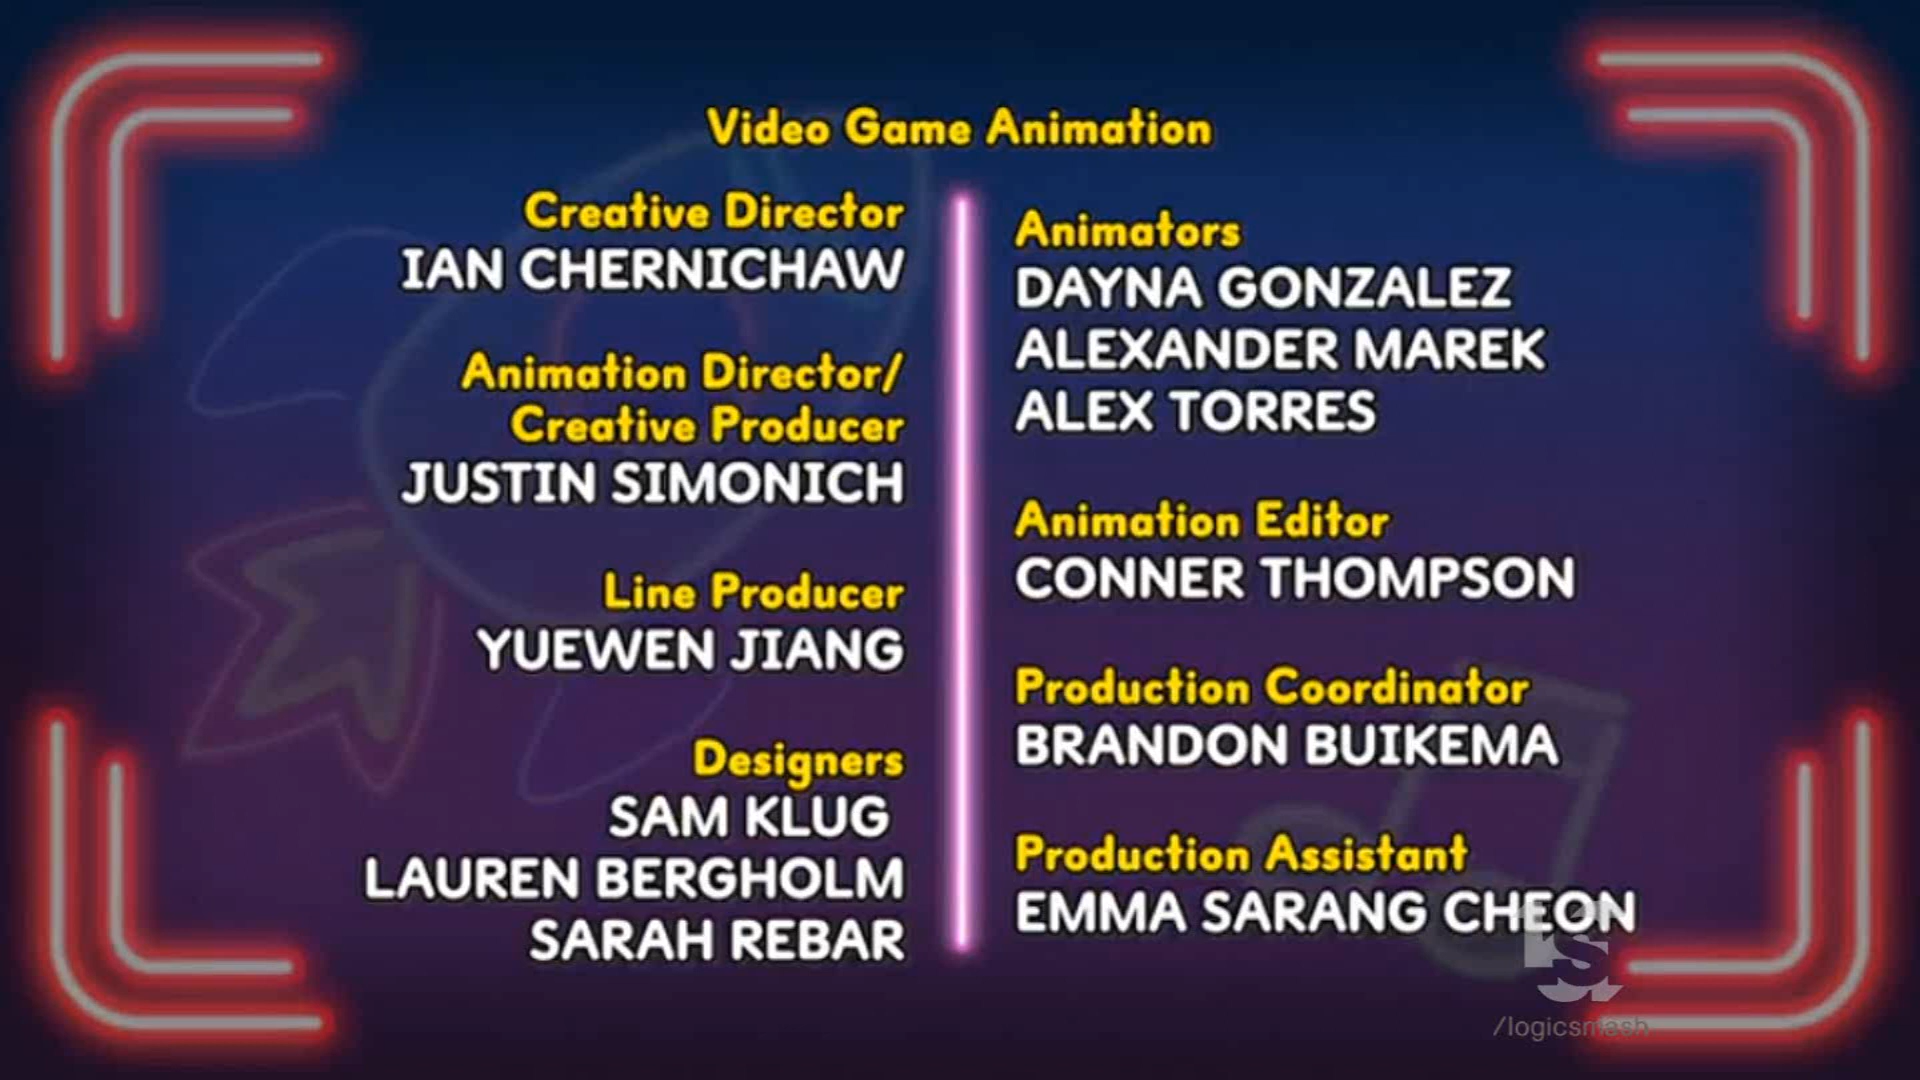 Video Game Animation
Creative Director
IAN CHERNICHAW
Animation Director/
Creative Producer
JUSTIN SIMONICH
Line Producer
YUEWEN JIANG
Designers
SAM KLUG
LAUREN BERGHOLM
SARAH REBAR
Animators
DAYNA GONZALEZ
ALEXANDER MAREK
ALEX TORRES
Animation Editor
CONNER THOMPSON
Production Coordinator
BRANDON BUIKEMA
Production Assistant
EMMA SARANG CHEON
/logicsmash